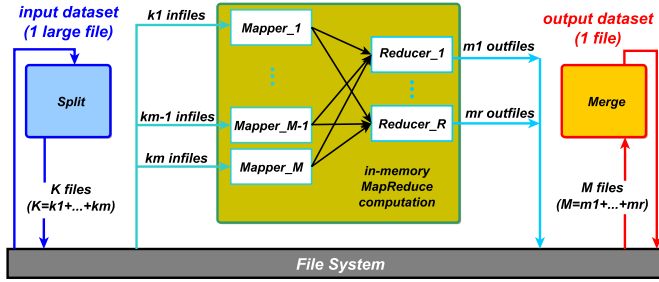 input dataset
(1 large file)
Split
K files
(K=k1+...+km)
k1 infiles
km-1 infiles
km infiles
Mapper_1
Mapper_M-1
Mapper_M
Reducer_1
Reducer_R
in-memory
MapReduce
computation
m1 outfiles
mr outfiles
output dataset
(1 file)
Merge
M files
(M=m1+...+mr)
File System